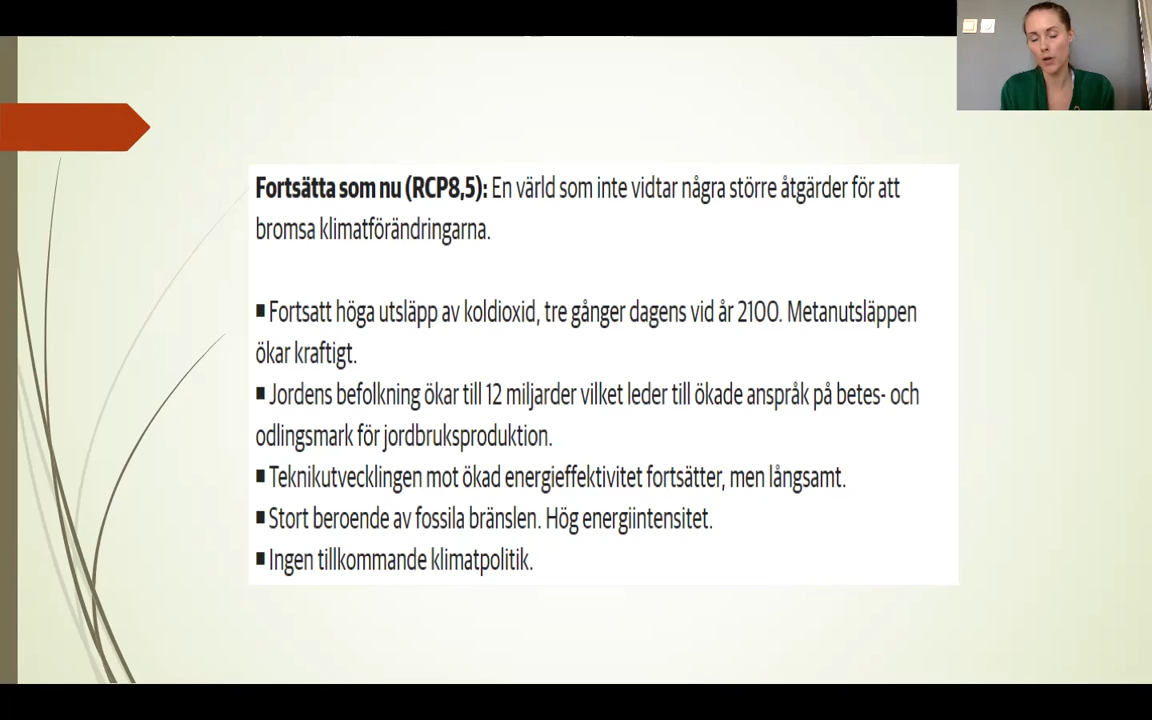 Fortsätta som nu (RCP8,5): En värld som inte vidtar några större åtgärder för att
bromsa klimatförändringarna.
▪ Fortsatt höga utsläpp av koldioxid, tre gånger dagens vid år 2100. Metanutsläppen
ökar kraftigt.
▪ Jordens befolkning ökar till 12 miljarder vilket leder till ökade anspråk på betes- och
odlingsmark för jordbruksproduktion.
▪ Teknikutvecklingen mot ökad energieffektivitet fortsätter, men långsamt.
▪ Stort beroende av fossila bränslen. Hög energiintensitet.
▪ Ingen tillkommande klimatpolitik.